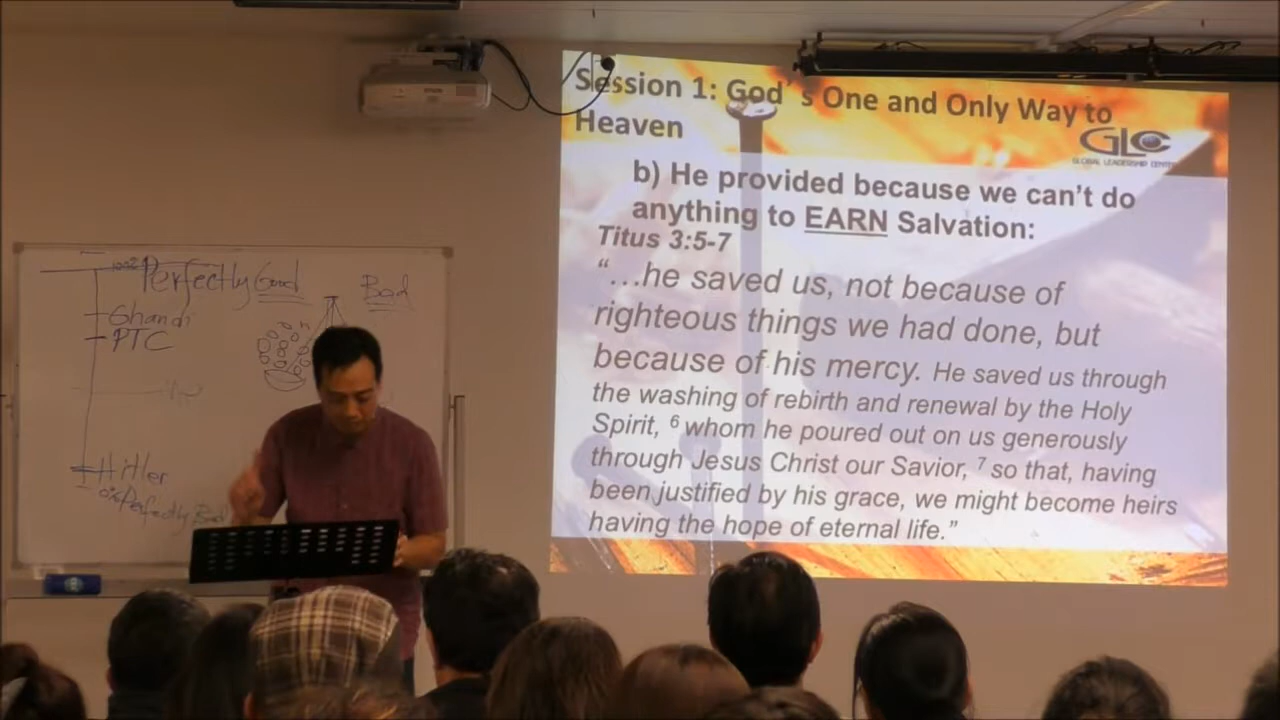 Session 1: God's One and Only Way to
Heaven
GLC
GLOBAL LEADERSHIP CENTER
b) He provided because we can't do
anything to EARN Salvation:
Titus 3:5-7
“…he saved us, not because of
righteous things we had done, but
because of his mercy. He saved us through
the washing of rebirth and renewal by the Holy
Spirit, 6 whom he poured out on us generously
through Jesus Christ our Savior, 7 so that, having
been justified by his grace, we might become heirs
having the hope of eternal life.”
EPSON
100% Perfectly Good
Bad
Ghandi
PTC
Hitler
0% Perfectly Bad